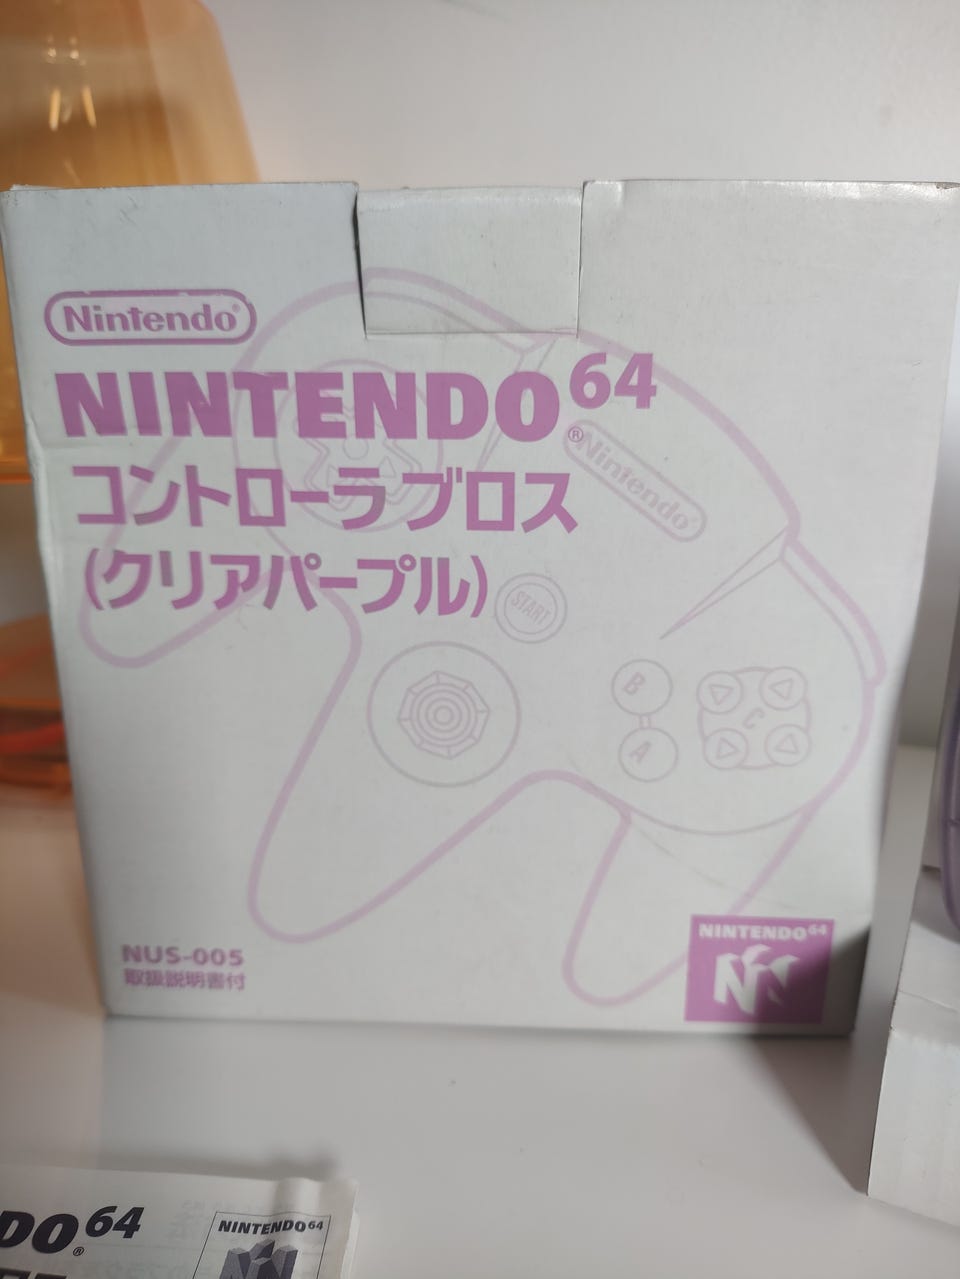 Nintendo®
NINTENDO64
®
コントローラ ブロス
(クリアパープル)
Nintendo®
START
B
A
C
NUS-005
取扱説明書付
NINTENDO64
DO64
®
NINTENDO64